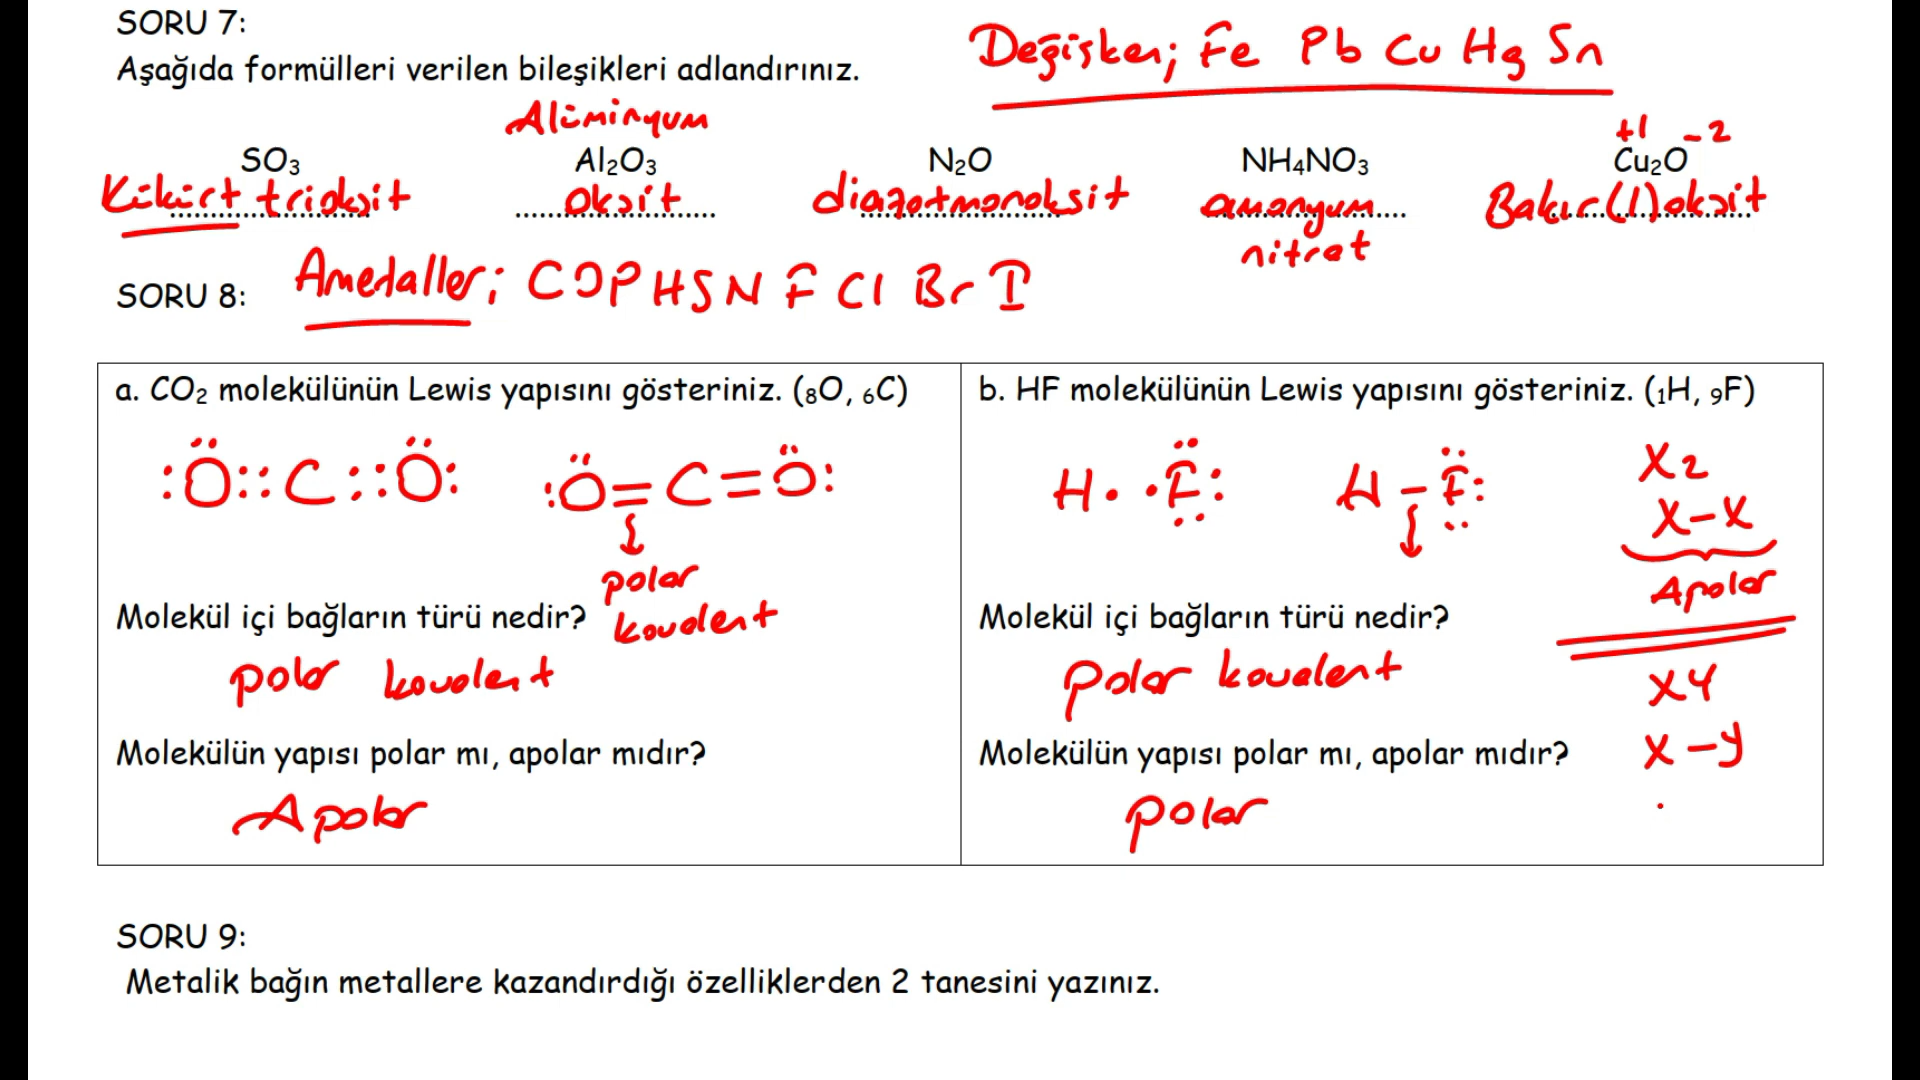 SORU 7:
Değişken; Fe Pb Cu Hg Sn
Aşağıda formülleri verilen bileşikleri adlandırınız.
Alüminyum
+1 -2
SO₃ Al₂O₃ N₂O NH₄NO₃ Cu₂O
Kükürt trioksit oksit diazotmonoksit amonyum Bakır(I)oksit
nitrat
SORU 8: Ametaller; C O P H S N F Cl Br I
a. CO₂ molekülünün Lewis yapısını gösteriniz. (₈O, ₆C)
:Ö::C::Ö: :Ö=C=Ö:
polar
kovalent
Molekül içi bağların türü nedir?
polar kovalent
Molekülün yapısı polar mı, apolar mıdır?
Apolar
b. HF molekülünün Lewis yapısını gösteriniz. (₁H, ₉F)
H· ·F: H-F:
X₂
X-X
Apolar
Molekül içi bağların türü nedir?
polar kovalent
XY
X-Y
Molekülün yapısı polar mı, apolar mıdır?
polar
SORU 9:
Metalik bağın metallere kazandırdığı özelliklerden 2 tanesini yazınız.